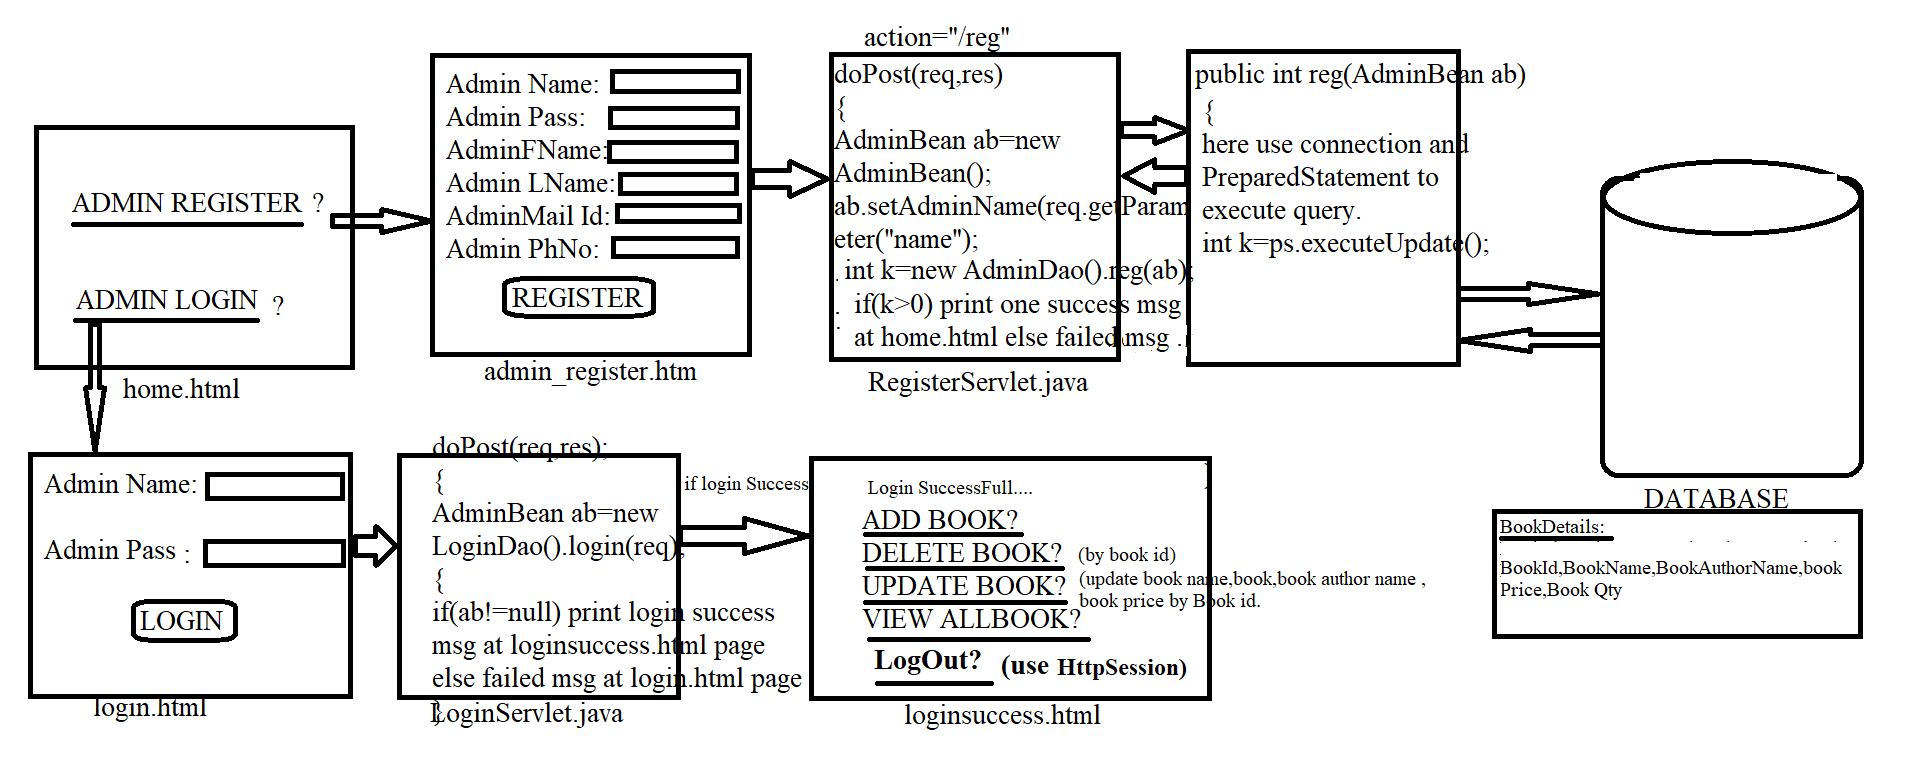 ADMIN REGISTER ?
ADMIN LOGIN ?
home.html
Admin Name:
Admin Pass:
AdminFName:
Admin LName:
AdminMail Id:
Admin PhNo:
REGISTER
admin_register.htm
action="/reg"
doPost(req,res)
{
AdminBean ab=new
AdminBean();
ab.setAdminName(req.getParam
eter("name");
. int k=new AdminDao().reg(ab);
. if(k>0) print one success msg
at home.html else failed msg .
RegisterServlet.java
public int reg(AdminBean ab)
{
here use connection and
PreparedStatement to
execute query.
int k=ps.executeUpdate();
DATABASE
BookDetails:
BookId,BookName,BookAuthorName,book
Price,Book Qty
Admin Name:
Admin Pass :
LOGIN
login.html
doPost(req,res);
{
AdminBean ab=new
LoginDao().login(req);
{
if(ab!=null) print login success
msg at loginsuccess.html page
else failed msg at login.html page
}
LoginServlet.java
if login Success
Login SuccessFull....
ADD BOOK?
DELETE BOOK? (by book id)
UPDATE BOOK? (update book name,book,book author name ,
book price by Book id.
VIEW ALLBOOK?
LogOut? (use HttpSession)
loginsuccess.html